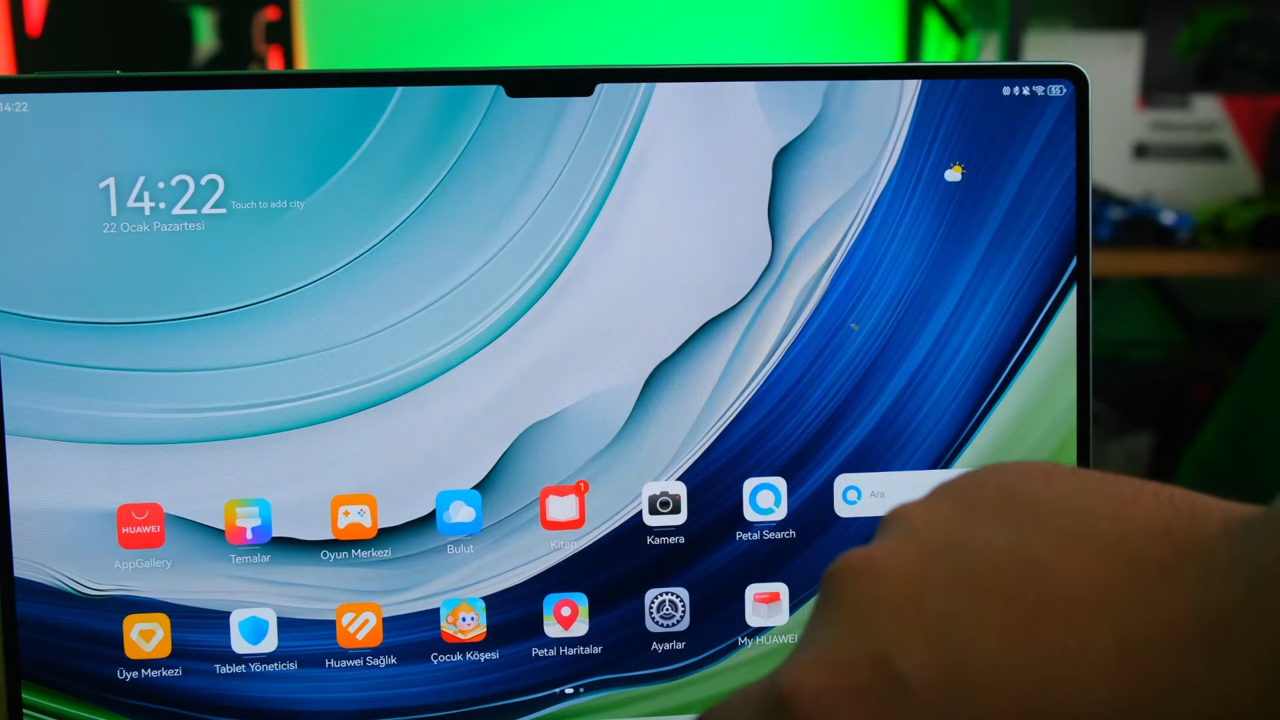 14:22
55
14:22
Touch to add city
22 Ocak Pazartesi
1
HUAWEI
Ara
AppGallery
Temalar
Oyun Merkezi
Bulut
Kitap
Kamera
Petal Search
Üye Merkezi
Tablet Yöneticisi
Huawei Sağlık
Çocuk Köşesi
Petal Haritalar
Ayarlar
My HUAWEI